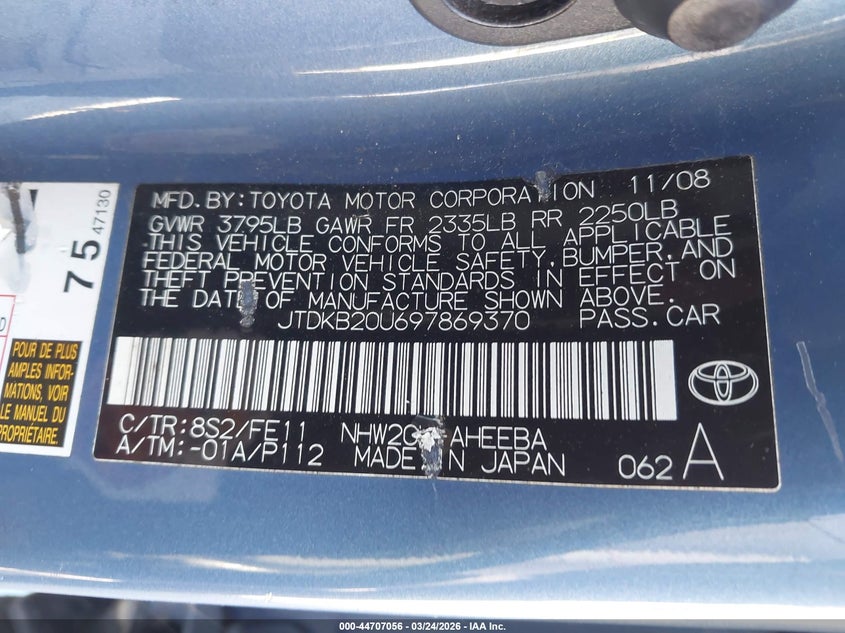 MFD. BY: TOYOTA MOTOR CORPORATION 11/08
GVWR 3795LB GAWR FR 2335LB RR 2250LB
THIS VEHICLE CONFORMS TO ALL APPLICABLE
FEDERAL MOTOR VEHICLE SAFETY, BUMPER, AND
THEFT PREVENTION STANDARDS IN EFFECT ON
THE DATE OF MANUFACTURE SHOWN ABOVE.
JTDKB20U697869370 PASS.CAR
C/TR:8S2/FE11
A/TM:-01A/P112
AHEEBA
MADE IN JAPAN
062 A
75 47130
POUR DE PLUS
AMPLES INFOR-
MATIONS, VOIR
LE MANUEL DU
PROPRIÉTAIRE
000-44707056 - 03/24/2026 - IAA Inc.